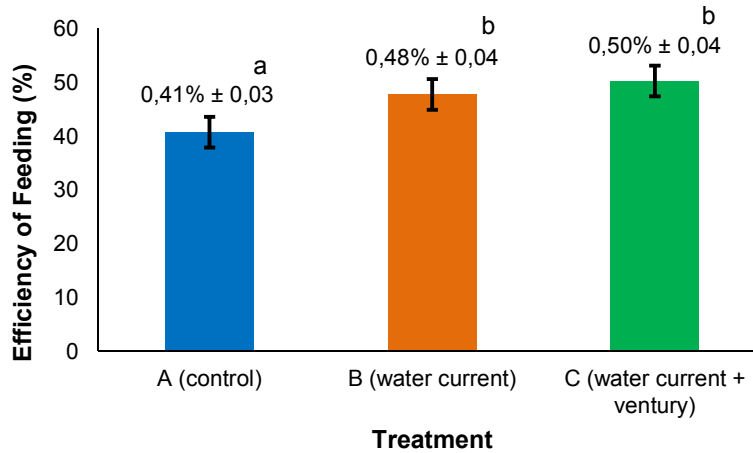 Efficiency of Feeding (%)
60
50
40
30
20
10
0
a
0,41% ± 0,03
b
0,48% ± 0,04
b
0,50% ± 0,04
A (control)
B (water current)
C (water current +
ventury)
Treatment